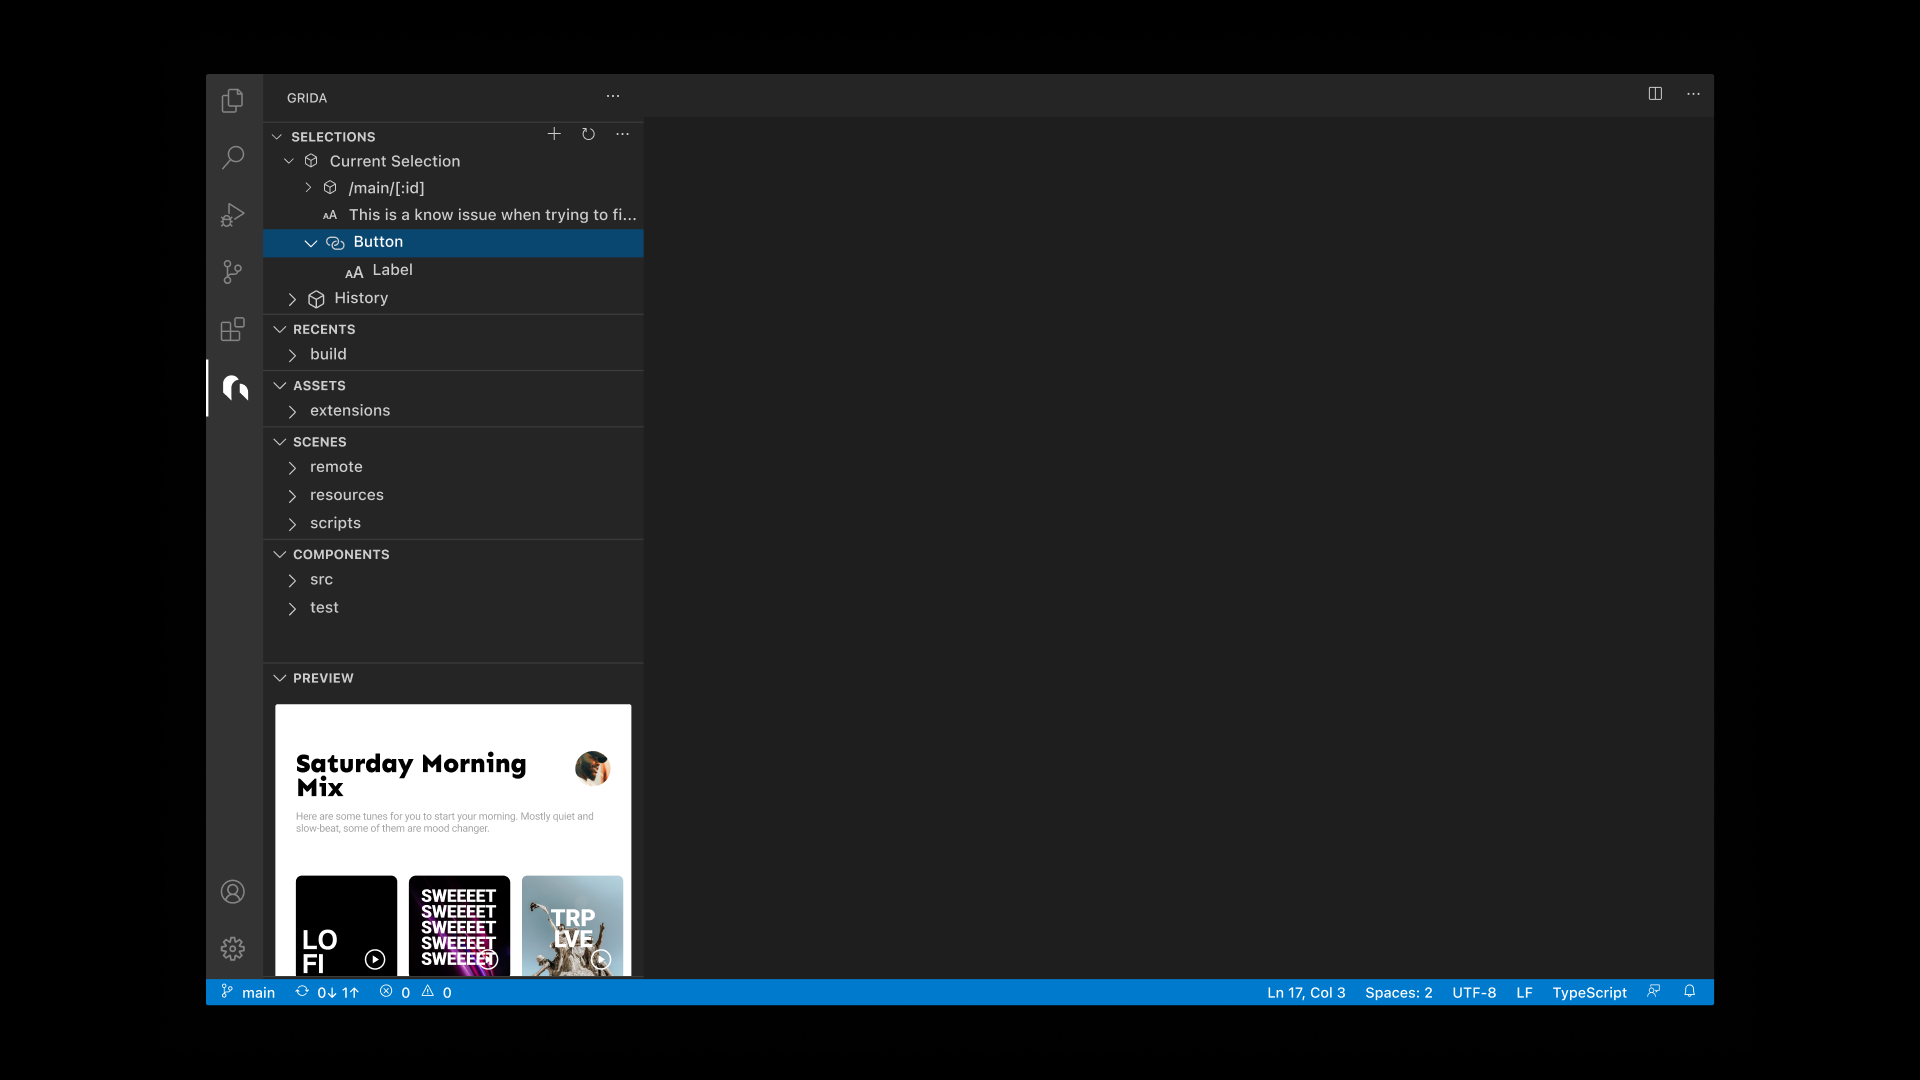 GRIDA
SELECTIONS
Current Selection
/main/[:id]
AA This is a know issue when trying to fi...
Button
AA Label
History
RECENTS
build
ASSETS
extensions
SCENES
remote
resources
scripts
COMPONENTS
src
test
PREVIEW
Saturday Morning
Mix
Here are some tunes for you to start your morning. Mostly quiet and
slow-beat, some of them are mood changer.
LO
FI
SWEEEET
SWEEEET
SWEEEET
SWEEEET
SWEEEET
TRP
LVE
main 0↓ 1↑ 0 0
Ln 17, Col 3 Spaces: 2 UTF-8 LF TypeScript